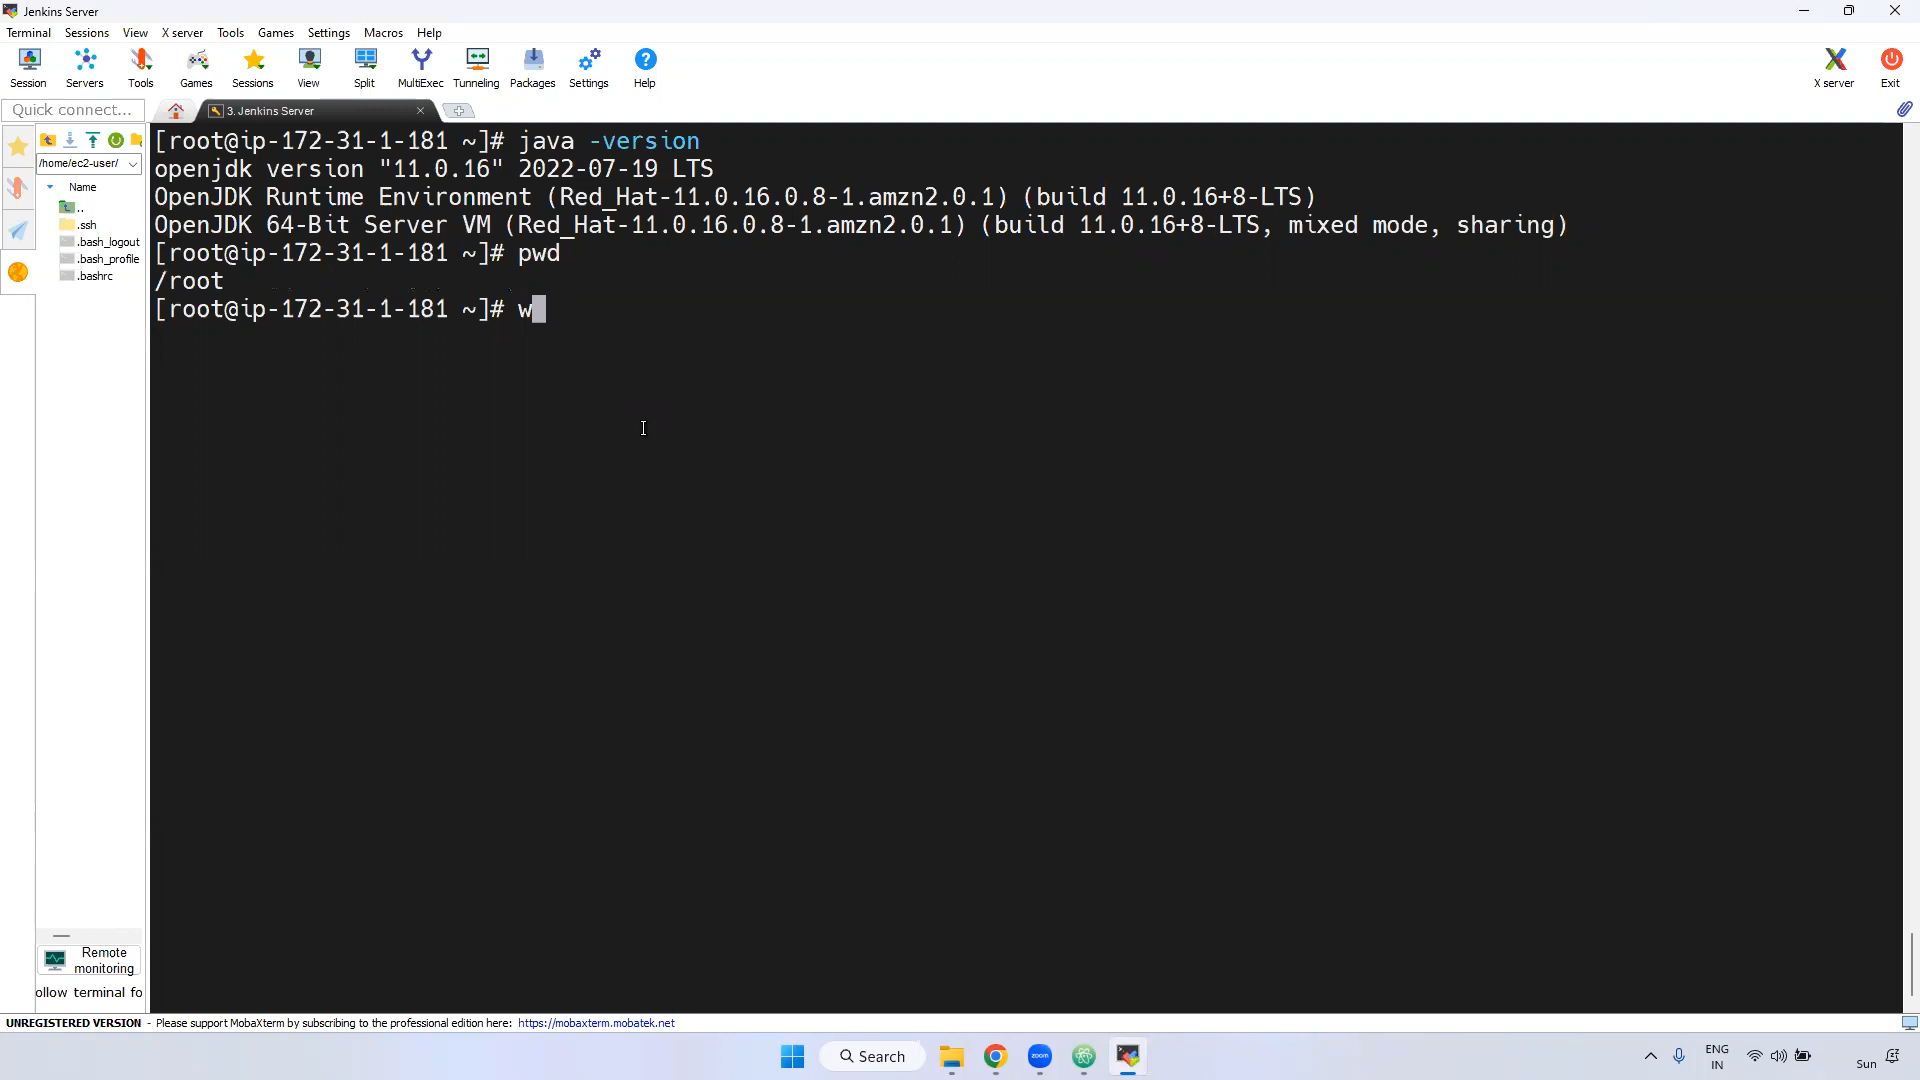 Jenkins Server
Terminal Sessions View X server Tools Games Settings Macros Help
Session Servers Tools Games Sessions View Split MultiExec Tunneling Packages Settings Help X server Exit
Quick connect... 3. Jenkins Server
/home/ec2-user/
Name
..
.ssh
.bash_logout
.bash_profile
.bashrc
[root@ip-172-31-1-181 ~]# java -version
openjdk version "11.0.16" 2022-07-19 LTS
OpenJDK Runtime Environment (Red_Hat-11.0.16.0.8-1.amzn2.0.1) (build 11.0.16+8-LTS)
OpenJDK 64-Bit Server VM (Red_Hat-11.0.16.0.8-1.amzn2.0.1) (build 11.0.16+8-LTS, mixed mode, sharing)
[root@ip-172-31-1-181 ~]# pwd
/root
[root@ip-172-31-1-181 ~]# w
Remote
monitoring
ollow terminal fo
UNREGISTERED VERSION - Please support MobaXterm by subscribing to the professional edition here: https://mobaxterm.mobatek.net
Search
zoom
ENG
IN
Sun